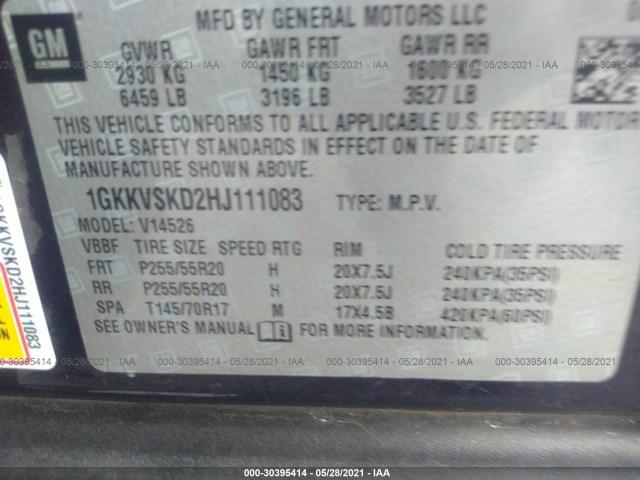 MFD BY GENERAL MOTORS LLC
GM
GVWR GAWR FRT GAWR RR
2930 KG 1450 KG 1600 KG
6459 LB 3196 LB 3527 LB
THIS VEHICLE CONFORMS TO ALL APPLICABLE U.S. FEDERAL MOTOR
VEHICLE SAFETY STANDARDS IN EFFECT ON THE DATE OF
MANUFACTURE SHOWN ABOVE.
1GKKVSKD2HJ111083 TYPE: M.P.V.
MODEL: V14526
VBBF TIRE SIZE SPEED RTG RIM COLD TIRE PRESSURE
FRT P255/55R20 H 20X7.5J 240KPA(35PSI)
RR P255/55R20 H 20X7.5J 240KPA(35PSI)
SPA T145/70R17 M 17X4.5B 420KPA(60PSI)
SEE OWNER'S MANUAL FOR MORE INFORMATION.
1GKKVSKD2HJ111083
000-30395414 05/28/2021 - IAA